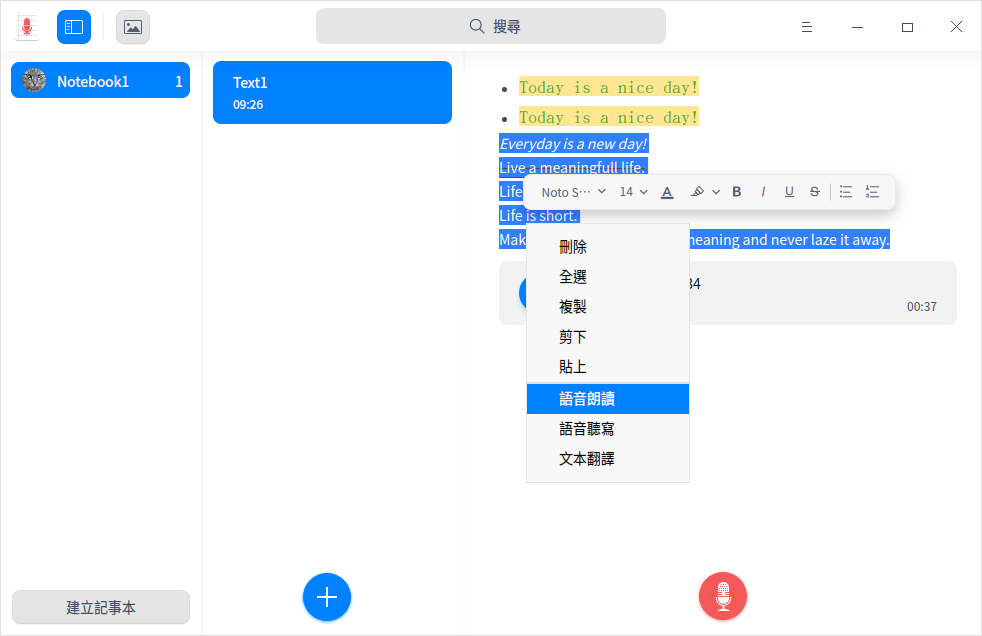 搜尋
Notebook1 1
Text1
09:26
Today is a nice day!
Today is a nice day!
Everyday is a new day!
Live a meaningfull life.
Life
Noto S··· 14 A B I U S
Life is short.
Mak neaning and never laze it away.
34
00:37
刪除
全選
複製
剪下
貼上
語音朗讀
語音聽寫
文本翻譯
建立記事本